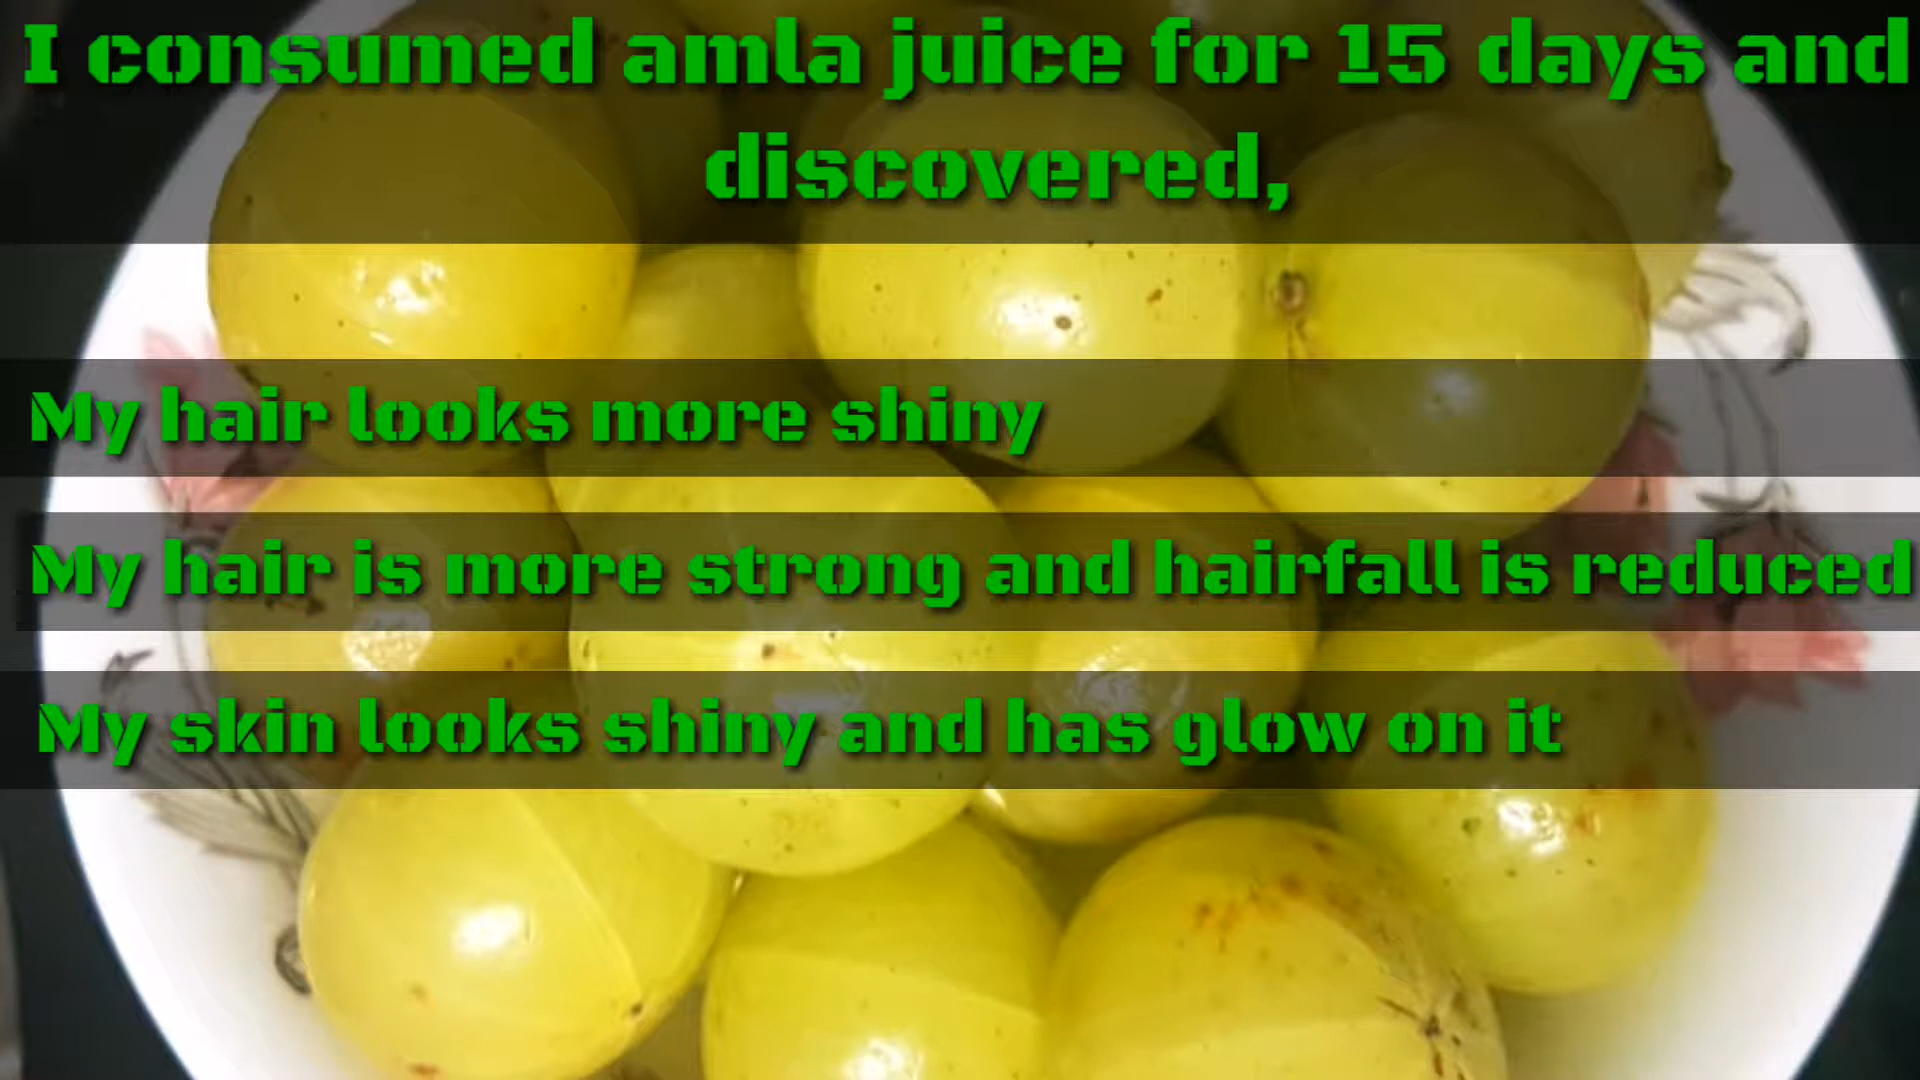 I consumed amla juice for 15 days and
discovered,
My hair looks more shiny
My hair is more strong and hairfall is reduced
My skin looks shiny and has glow on it